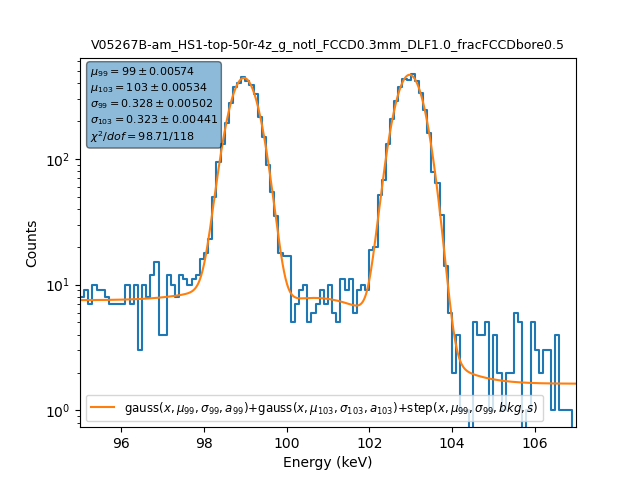 V05267B-am_HS1-top-50r-4z_g_notl_FCCD0.3mm_DLF1.0_fracFCCDbore0.5
μ₉₉ = 99 ± 0.00574
μ₁₀₃ = 103 ± 0.00534
σ₉₉ = 0.328 ± 0.00502
σ₁₀₃ = 0.323 ± 0.00441
χ²/dof = 98.71/118
10²
10¹
10⁰
Counts
gauss(x, μ₉₉, σ₉₉, a₉₉)+gauss(x, μ₁₀₃, σ₁₀₃, a₁₀₃)+step(x, μ₉₉, σ₉₉, bkg, s)
96 98 100 102 104 106
Energy (keV)